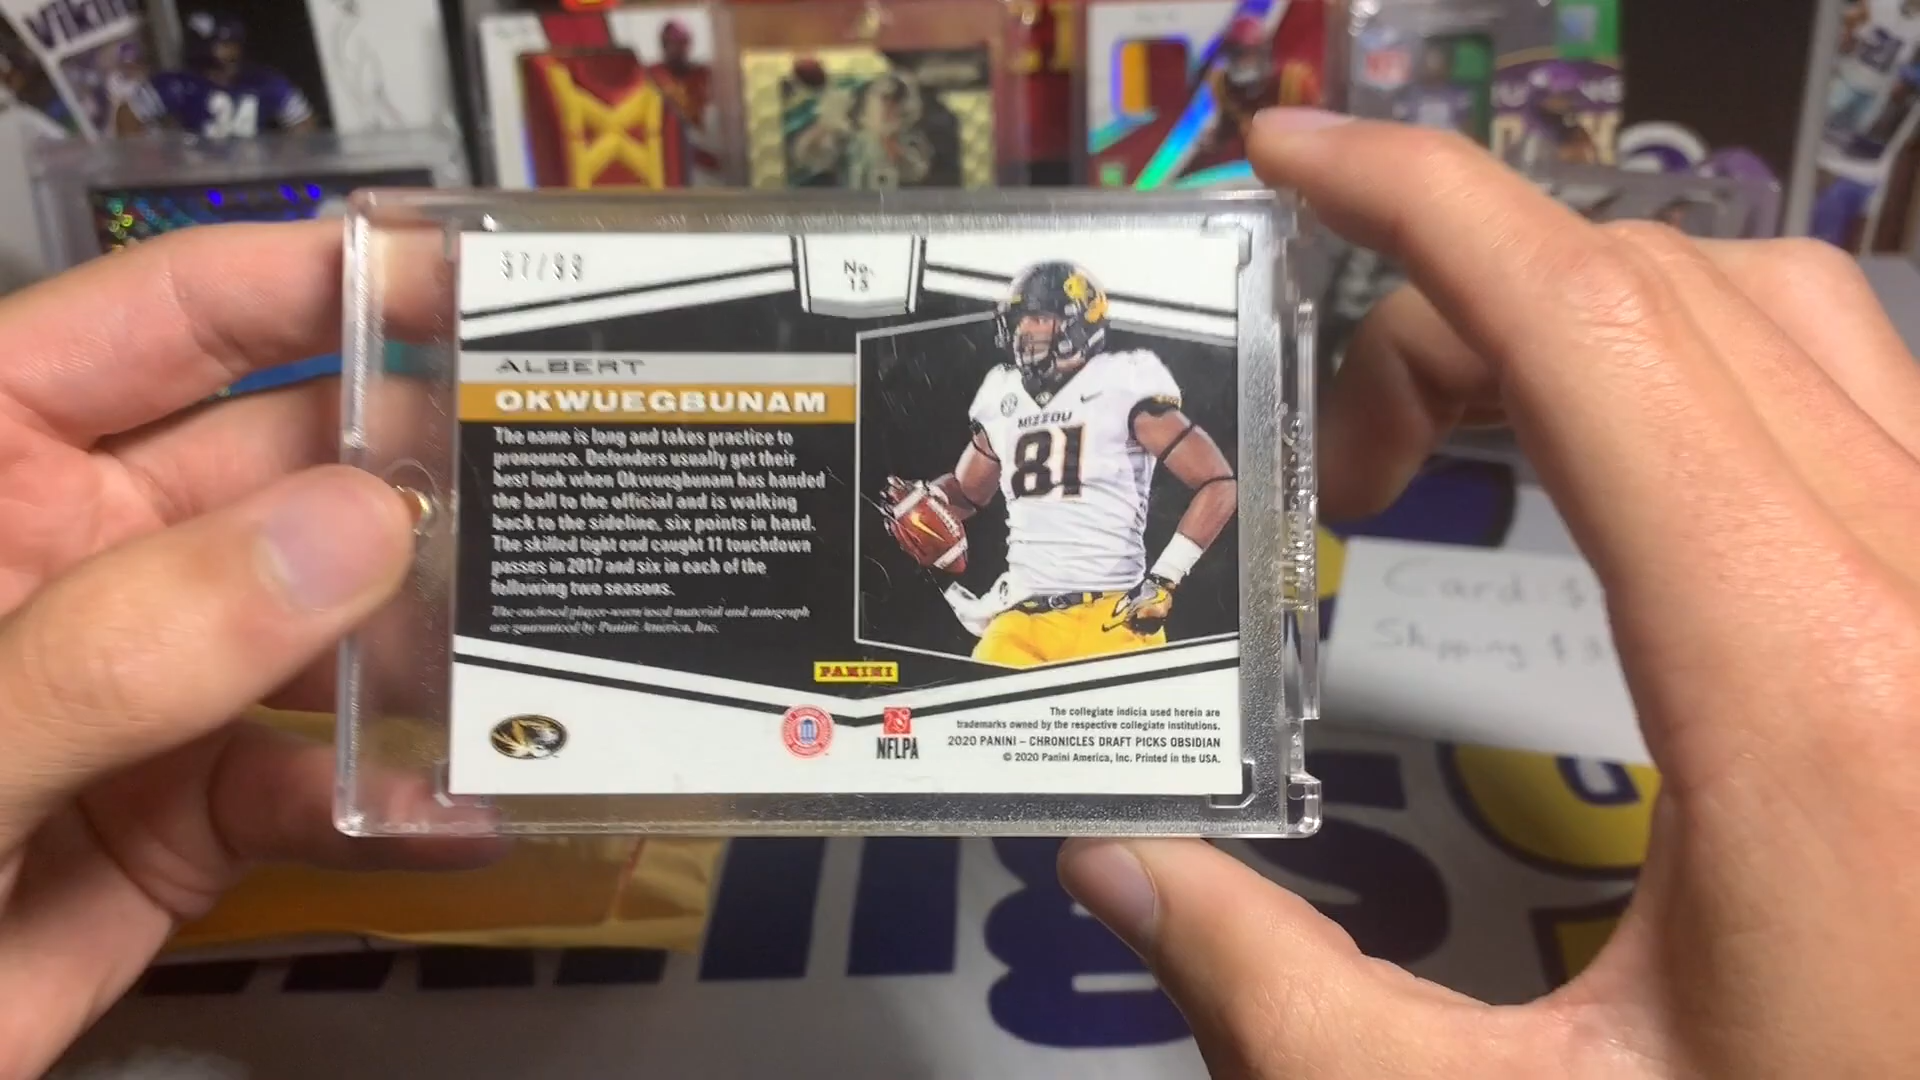 Vikin
34
21
57/99
No.
13
ALBERT
OKWUEGBUNAM
The name is long and takes practice to
pronounce. Defenders usually get their
best look when Okwuegbunam has handed
the ball to the official and is walking
back to the sideline, six points in hand.
The skilled tight end caught 11 touchdown
passes in 2017 and six in each of the
following two seasons.
The enclosed player-worn/used material and autograph
are guaranteed by Panini America, Inc.
MIZZOU
81
PANINI
NFLPA
The collegiate indicia used herein are
trademarks owned by the respective collegiate institutions.
2020 PANINI – CHRONICLES DRAFT PICKS OBSIDIAN
© 2020 Panini America, Inc. Printed in the USA.
Card $
Shipping $